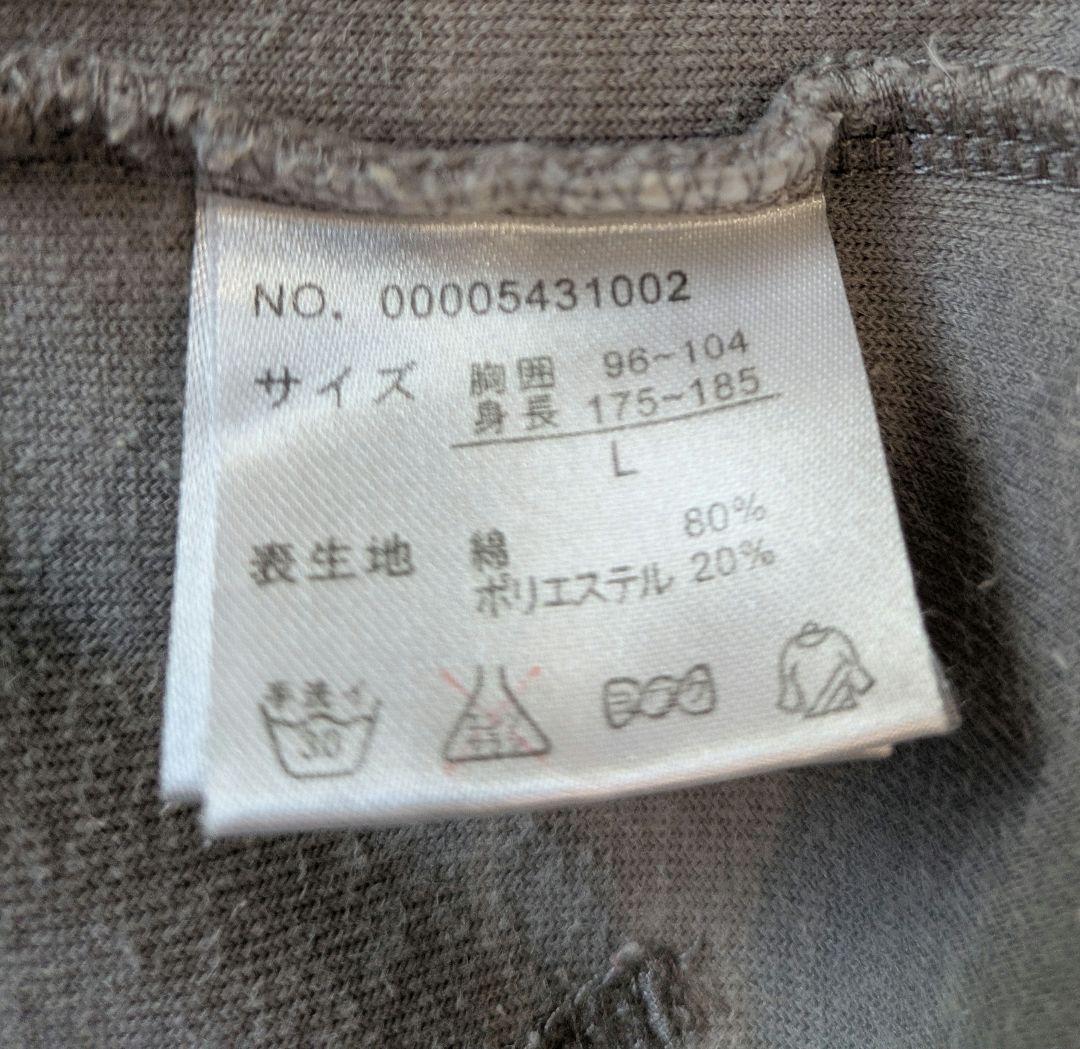 NO. 00005431002
サイズ 胸囲 96~104
身長 175~185
L
表生地 綿 80%
ポリエステル 20%
手洗イ
30